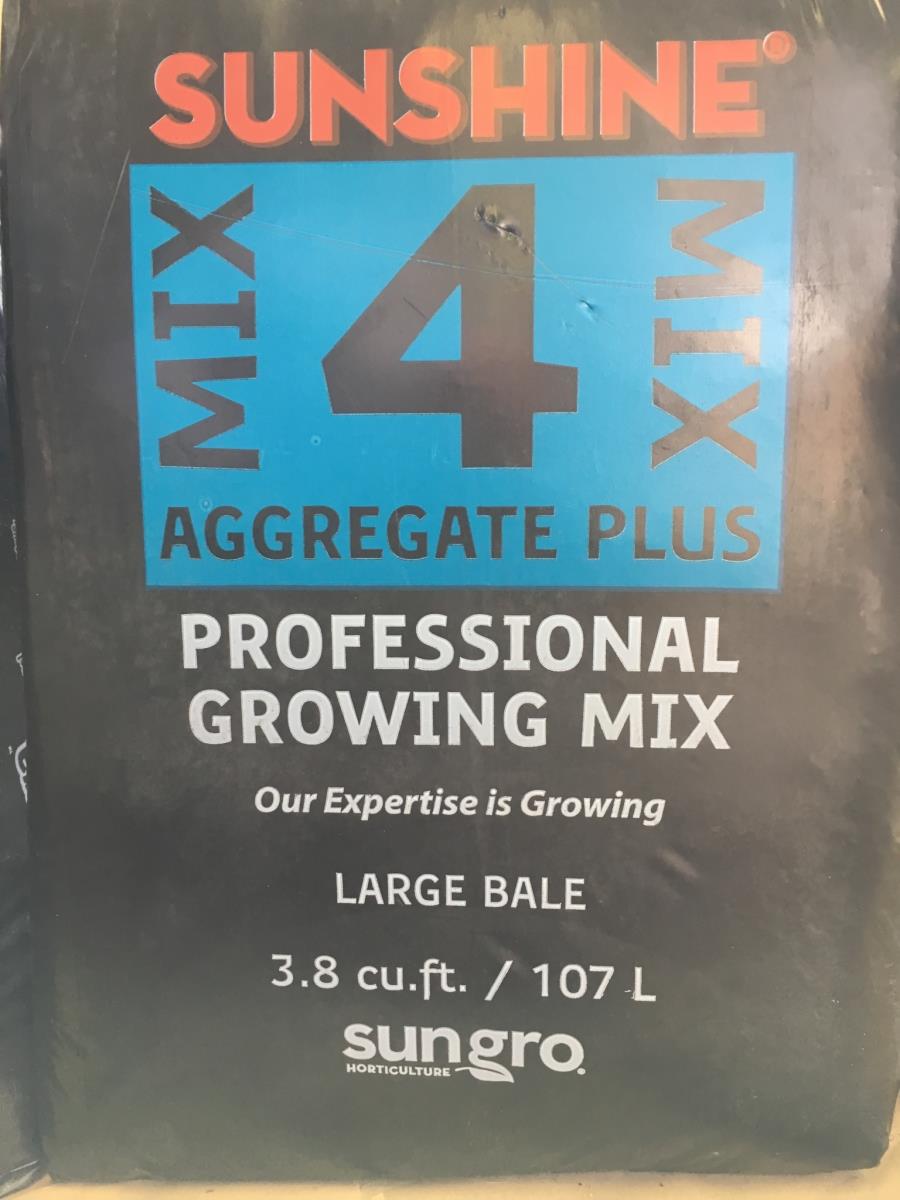 SUNSHINE®
MIX 4 MIX
AGGREGATE PLUS
PROFESSIONAL
GROWING MIX
Our Expertise is Growing
LARGE BALE
3.8 cu.ft. / 107 L
sungro.
HORTICULTURE